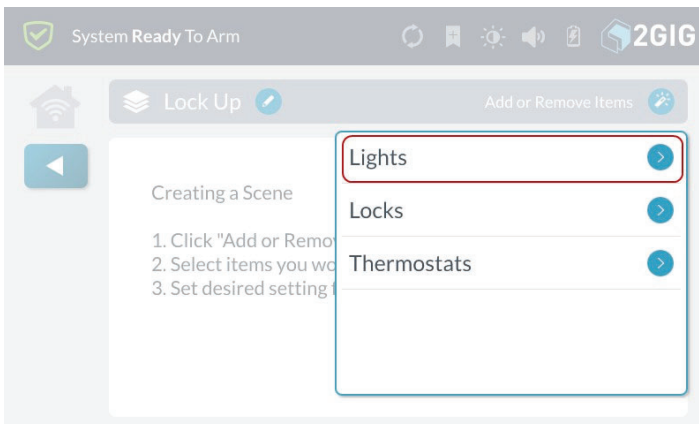 System Ready To Arm
2GIG
Lock Up
Add or Remove Items
Creating a Scene
1. Click "Add or Remo
2. Select items you wo
3. Set desired setting
Lights
Locks
Thermostats